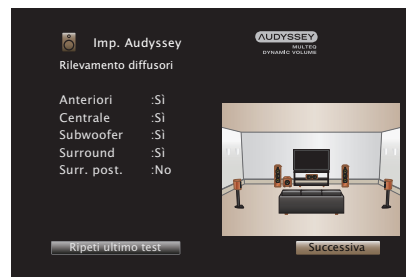 Imp. Audyssey
AUDYSSEY
MULTEQ
DYNAMIC VOLUME
Rilevamento diffusori
Anteriori :Sì
Centrale :Sì
Subwoofer :Sì
Surround :Sì
Surr. post. :No
Ripeti ultimo test
Successiva